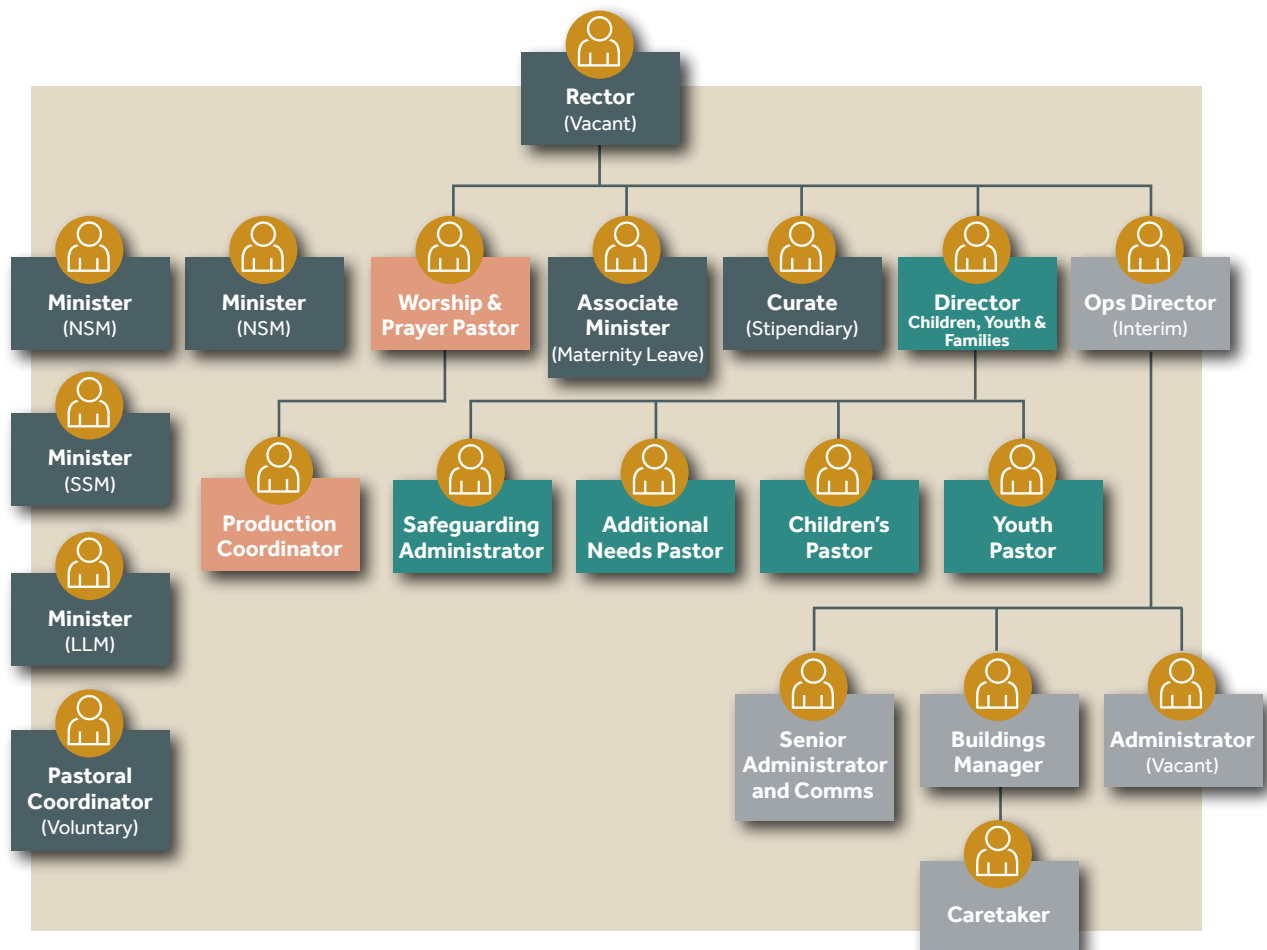 Rector
(Vacant)
Minister
(NSM)
Minister
(NSM)
Worship &
Prayer Pastor
Associate
Minister
(Maternity Leave)
Curate
(Stipendiary)
Director
Children, Youth &
Families
Ops Director
(Interim)
Minister
(SSM)
Production
Coordinator
Safeguarding
Administrator
Additional
Needs Pastor
Children’s
Pastor
Youth
Pastor
Minister
(LLM)
Pastoral
Coordinator
(Voluntary)
Senior
Administrator
and Comms
Buildings
Manager
Administrator
(Vacant)
Caretaker